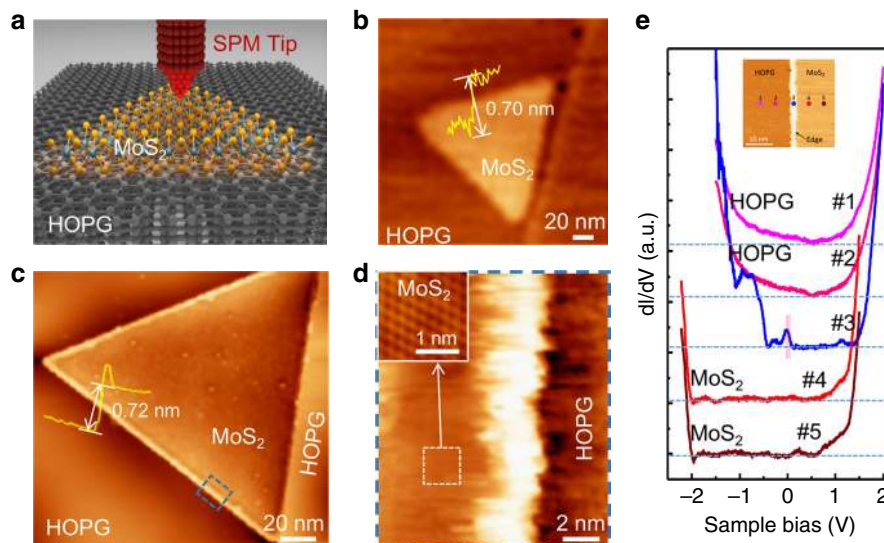 a
SPM Tip
MoS2
HOPG
b
0.70 nm
MoS2
HOPG
20 nm
c
0.72 nm
MoS2
HOPG
HOPG
20 nm
d
MoS2
1 nm
HOPG
2 nm
e
HOPG
MoS2
Edge
10 nm
HOPG
#1
HOPG
#2
#3
MoS2
#4
MoS2
#5
dI/dV (a.u.)
−2
−1
0
1
2
Sample bias (V)